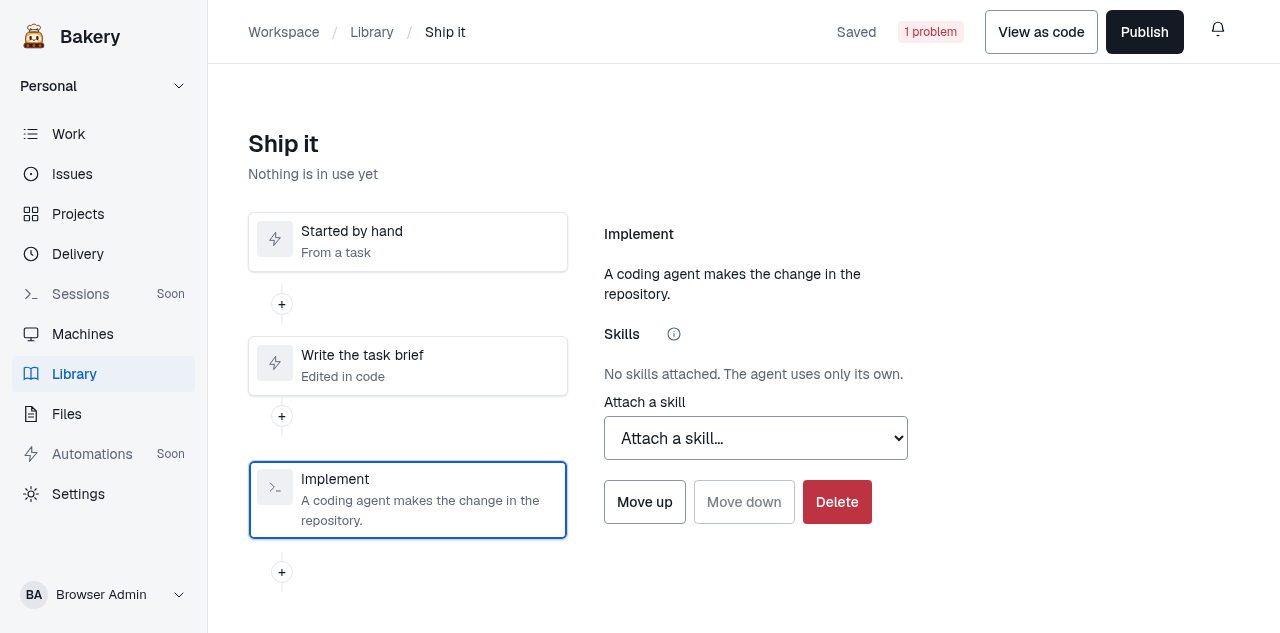 Bakery
Personal
Work
Issues
Projects
Delivery
Sessions Soon
Machines
Library
Files
Automations Soon
Settings
BA Browser Admin
Workspace / Library / Ship it
Saved
1 problem
View as code
Publish
Ship it
Nothing is in use yet
Started by hand
From a task
+
Write the task brief
Edited in code
+
Implement
A coding agent makes the change in the
repository.
+
Implement
A coding agent makes the change in the
repository.
Skills
No skills attached. The agent uses only its own.
Attach a skill
Attach a skill...
Move up
Move down
Delete